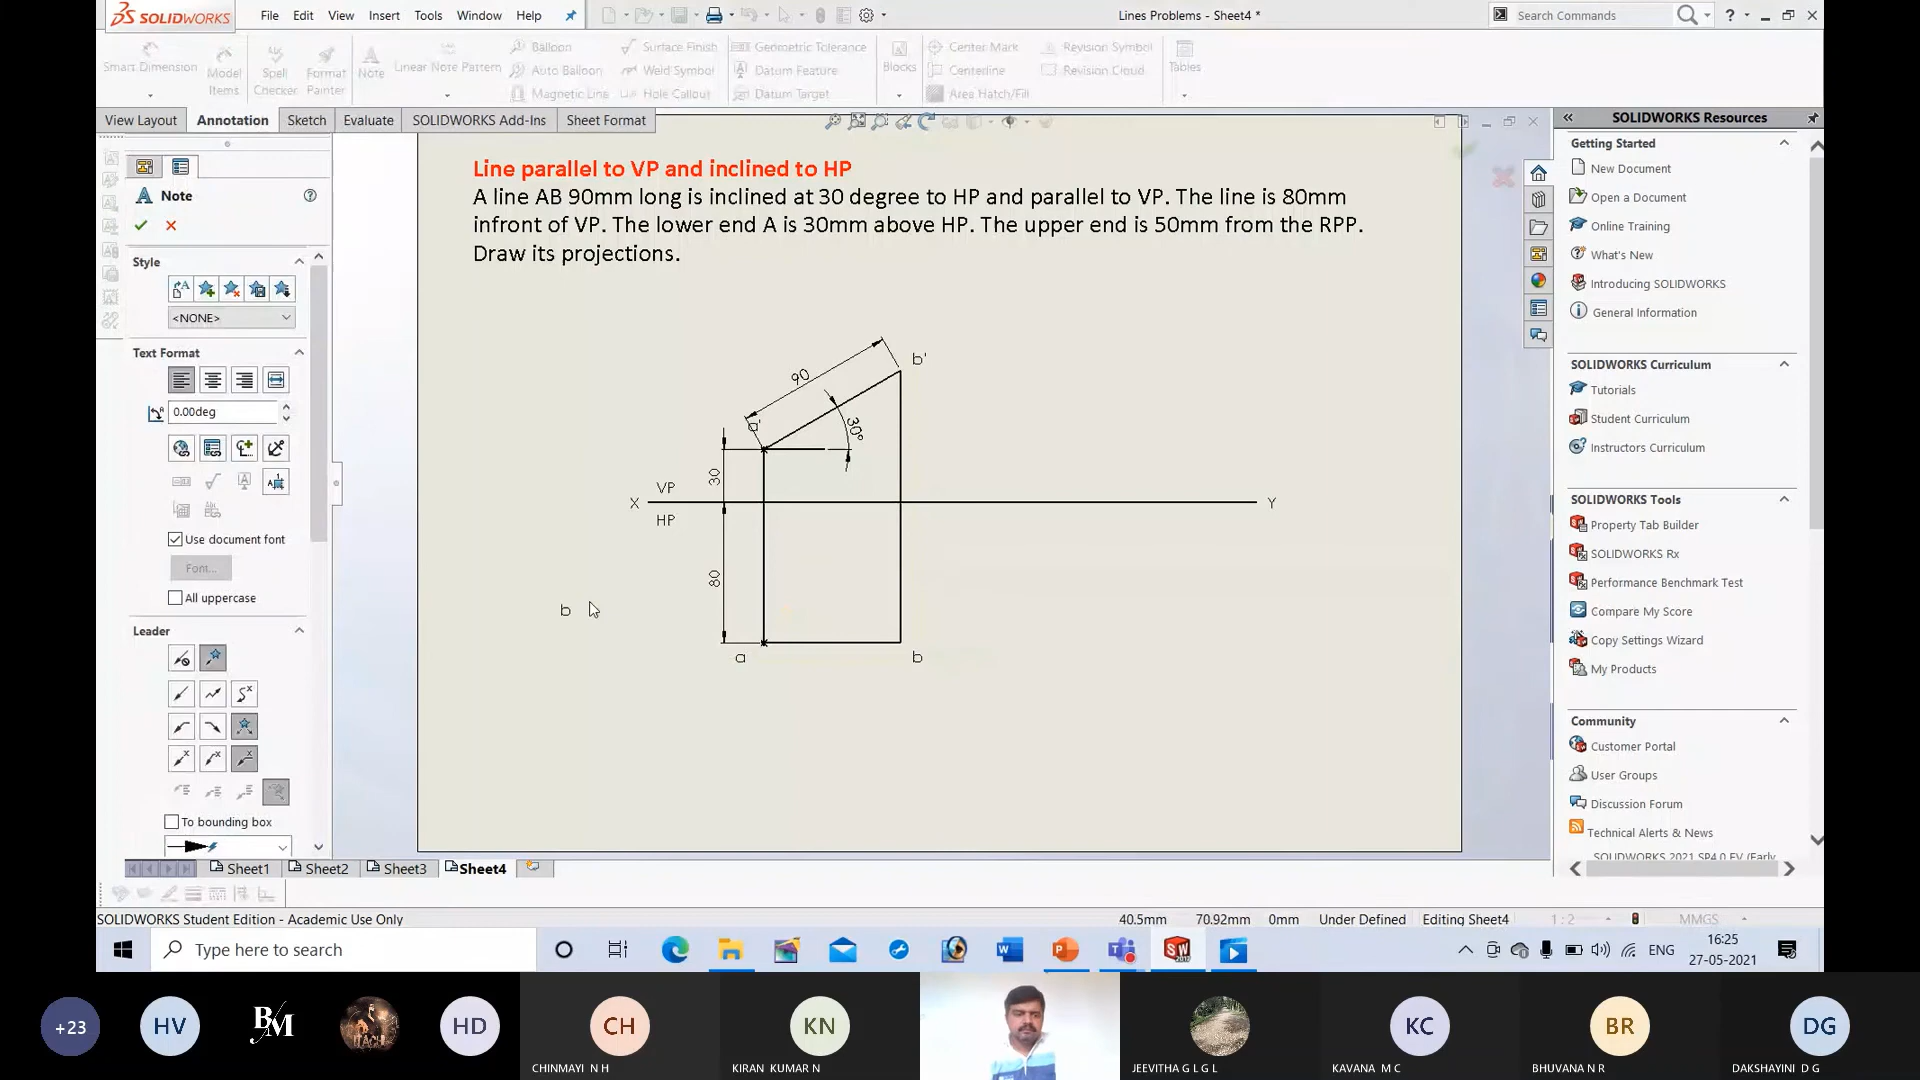 SOLIDWORKS File Edit View Insert Tools Window Help Lines Problems - Sheet4 * Search Commands ?
Smart Dimension Model Items Spell Checker Format Painter Note Linear Note Pattern Balloon Surface Finish Geometric Tolerance Blocks Center Mark Revision Symbol Tables
Auto Balloon Weld Symbol Datum Feature Centerline Revision Cloud
Magnetic Line Hole Callout Datum Target Area Hatch/Fill
View Layout Annotation Sketch Evaluate SOLIDWORKS Add-Ins Sheet Format
Note
Style
<NONE>
Text Format
0.00deg
Use document font
Font...
All uppercase
Leader
To bounding box
Line parallel to VP and inclined to HP
A line AB 90mm long is inclined at 30 degree to HP and parallel to VP. The line is 80mm
infront of VP. The lower end A is 30mm above HP. The upper end is 50mm from the RPP.
Draw its projections.
b'
90
a'
30°
30
VP
X Y
HP
80
b
a b
SOLIDWORKS Resources
Getting Started
New Document
Open a Document
Online Training
What's New
Introducing SOLIDWORKS
General Information
SOLIDWORKS Curriculum
Tutorials
Student Curriculum
Instructors Curriculum
SOLIDWORKS Tools
Property Tab Builder
SOLIDWORKS Rx
Performance Benchmark Test
Compare My Score
Copy Settings Wizard
My Products
Community
Customer Portal
User Groups
Discussion Forum
Technical Alerts & News
SOLIDWORKS 2021 SP4.0 EV (Early
Sheet1 Sheet2 Sheet3 Sheet4
SOLIDWORKS Student Edition - Academic Use Only 40.5mm 70.92mm 0mm Under Defined Editing Sheet4 1 : 2 MMGS
Type here to search ENG 16:25
27-05-2021
+23 HV BM HD CH KN KC BR DG
CHINMAYI N H KIRAN KUMAR N JEEVITHA G L G L KAVANA M C BHUVANA N R DAKSHAYINI D G